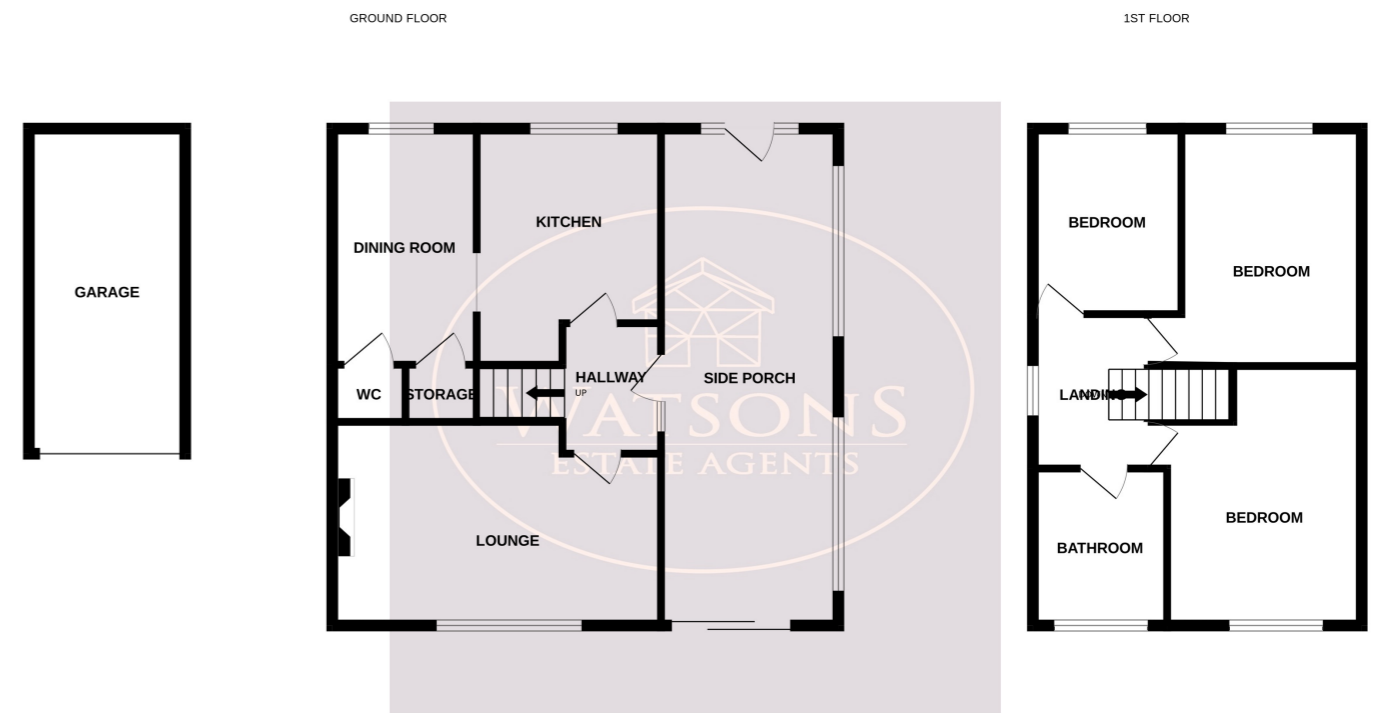 GROUND FLOOR
1ST FLOOR
GARAGE
DINING ROOM
KITCHEN
WC
STORAGE
HALLWAY
UP
SIDE PORCH
LOUNGE
WATSONS
ESTATE AGENTS
BEDROOM
BEDROOM
LANDING
BATHROOM
BEDROOM